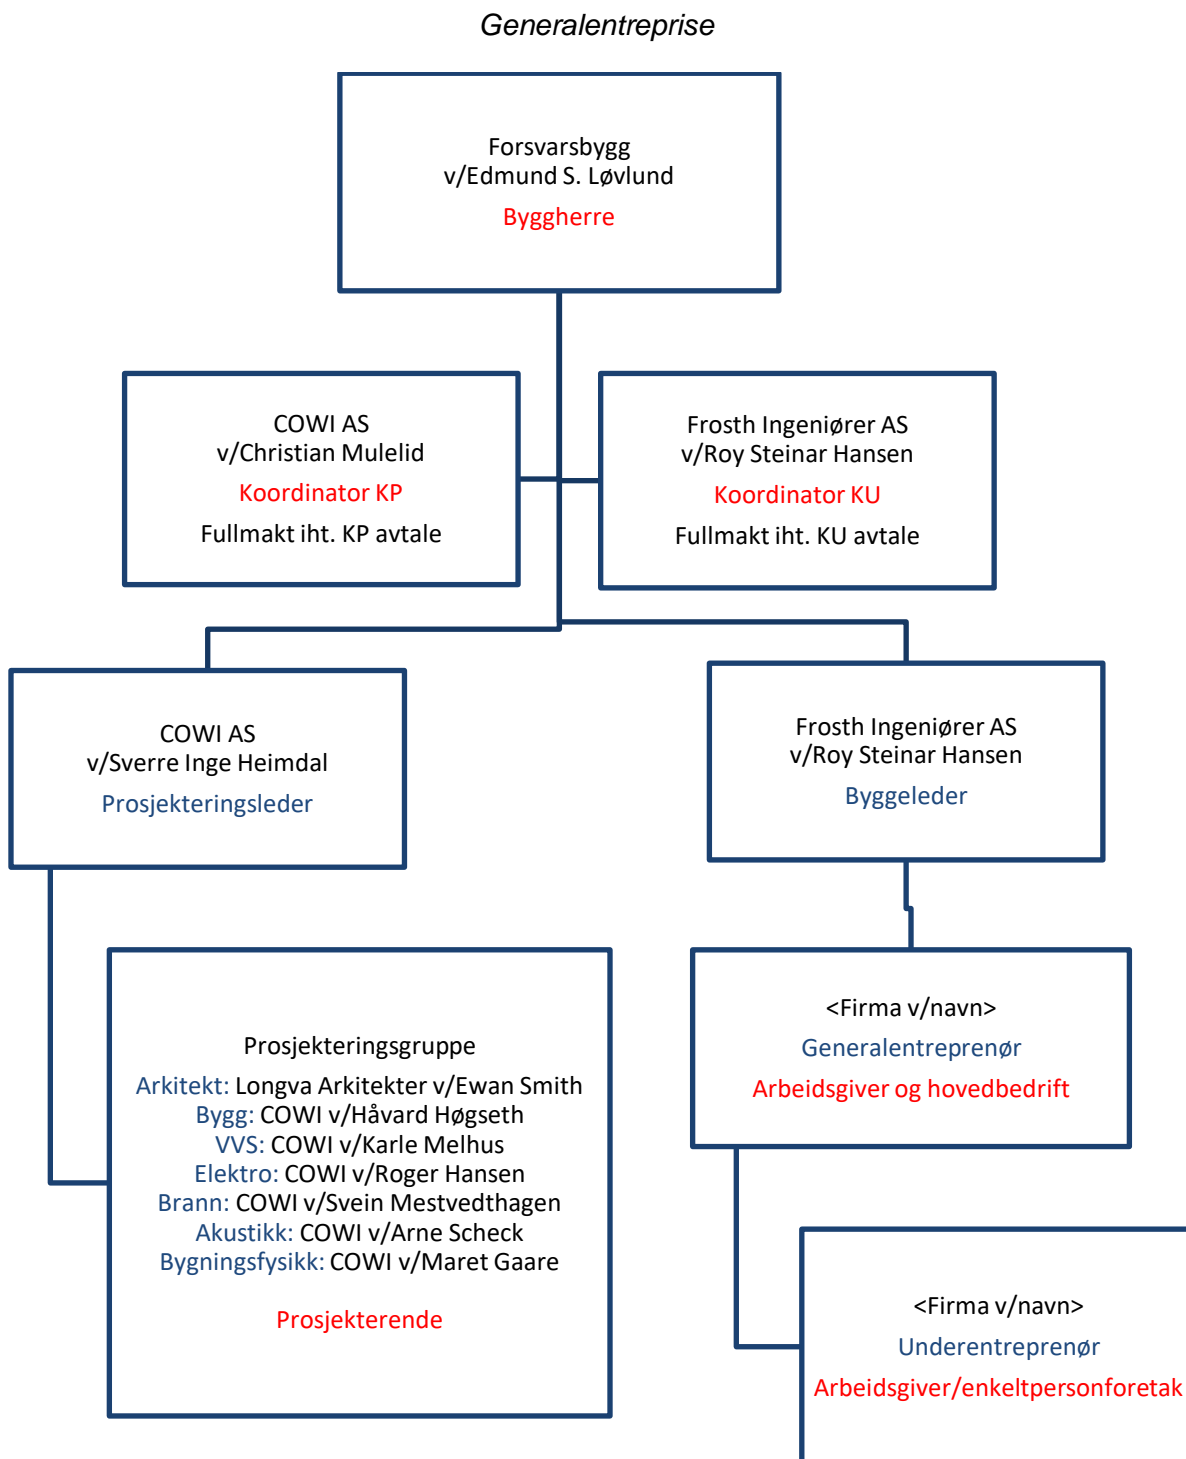 Generalentreprise
Forsvarsbygg
v/Edmund S. Løvlund
Byggherre
COWI AS
v/Christian Mulelid
Koordinator KP
Fullmakt iht. KP avtale
Frosth Ingeniører AS
v/Roy Steinar Hansen
Koordinator KU
Fullmakt iht. KU avtale
COWI AS
v/Sverre Inge Heimdal
Prosjekteringsleder
Frosth Ingeniører AS
v/Roy Steinar Hansen
Byggeleder
Prosjekteringsgruppe
Arkitekt: Longva Arkitekter v/Ewan Smith
Bygg: COWI v/Håvard Høgseth
VVS: COWI v/Karle Melhus
Elektro: COWI v/Roger Hansen
Brann: COWI v/Svein Mestvedthagen
Akustikk: COWI v/Arne Scheck
Bygningsfysikk: COWI v/Maret Gaare
Prosjekterende
<Firma v/navn>
Generalentreprenør
Arbeidsgiver og hovedbedrift
<Firma v/navn>
Underentreprenør
Arbeidsgiver/enkeltpersonforetak